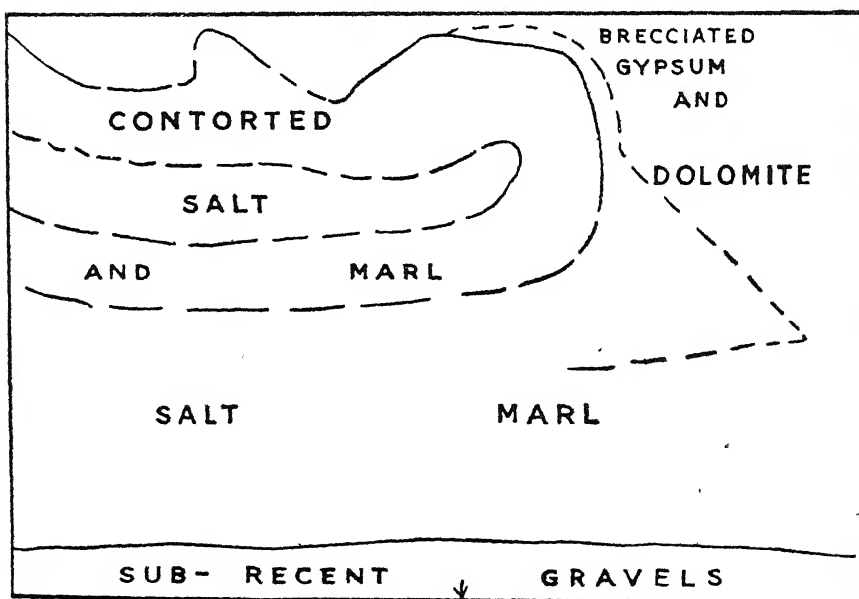 BRECCIATED
GYPSUM
AND
CONTORTED
DOLOMITE
SALT
AND MARL
SALT MARL
SUB- RECENT GRAVELS